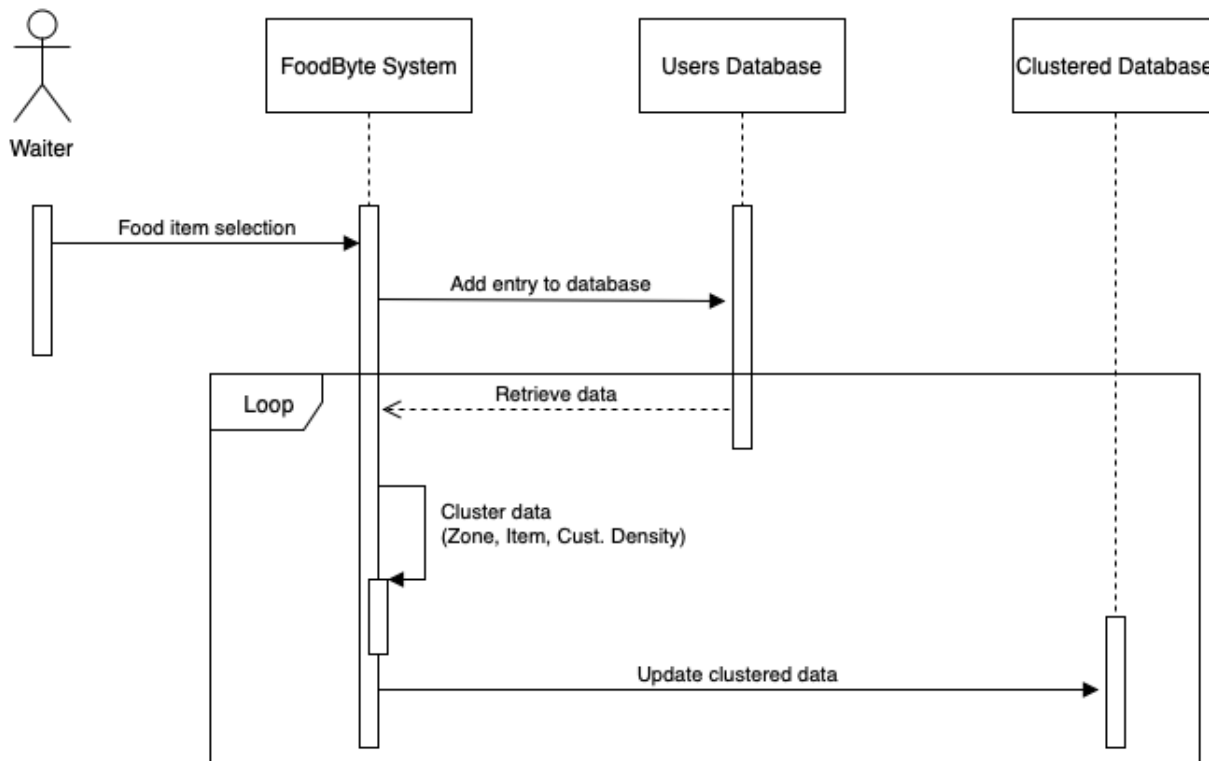 FoodByte System
Users Database
Clustered Database
Waiter
Food item selection
Add entry to database
Loop
Retrieve data
Cluster data
(Zone, Item, Cust. Density)
Update clustered data